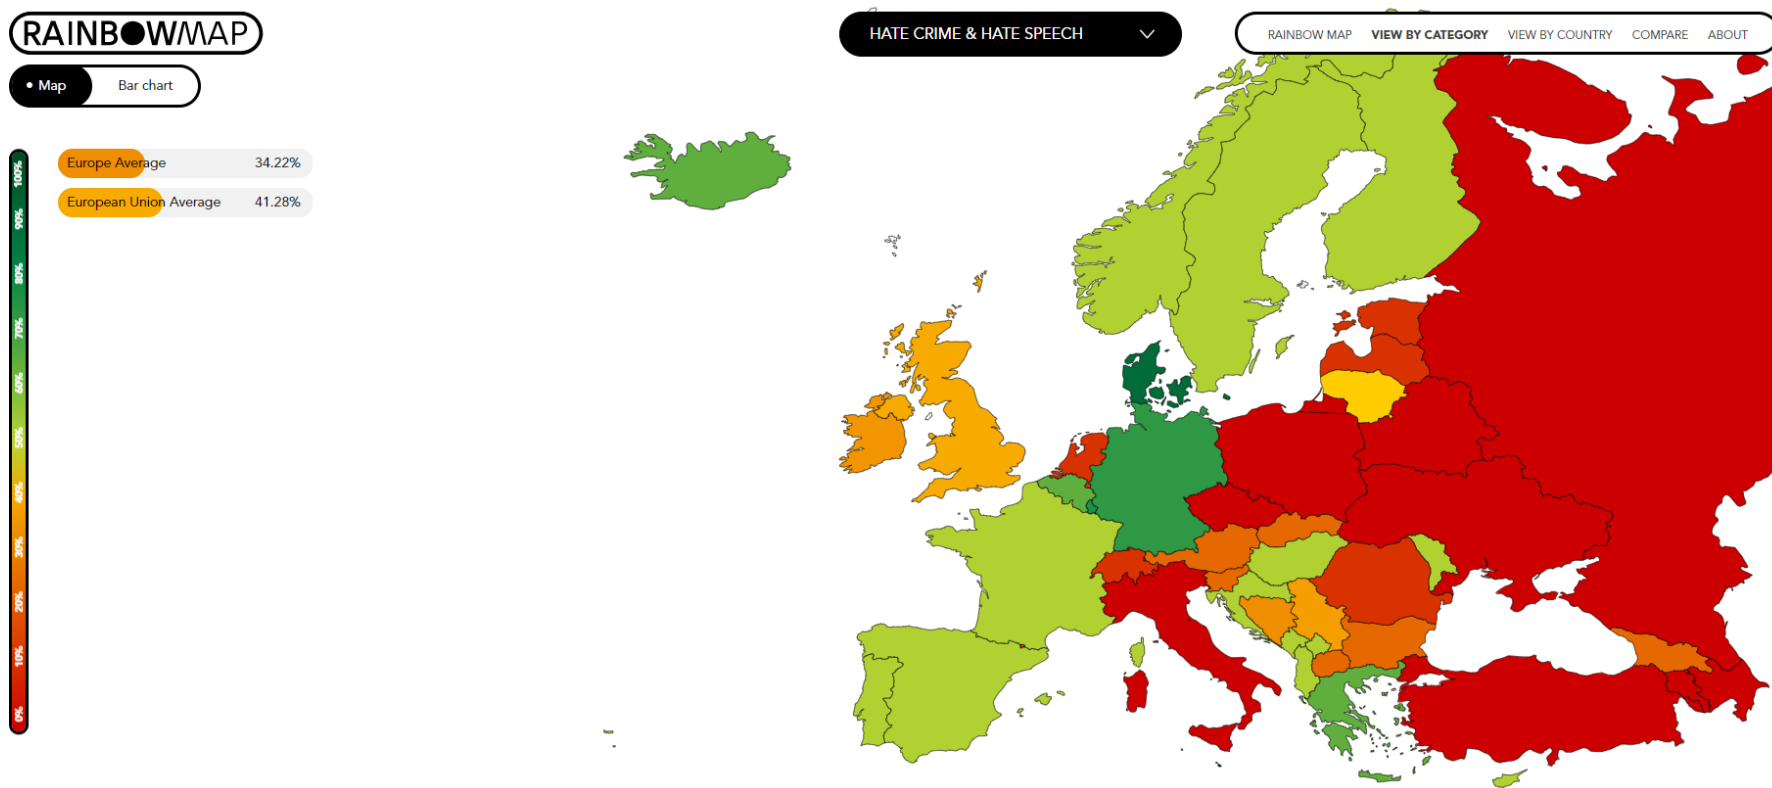 RAINBOWMAP
HATE CRIME & HATE SPEECH
RAINBOW MAP VIEW BY CATEGORY VIEW BY COUNTRY COMPARE ABOUT
Map Bar chart
Europe Average 34.22%
European Union Average 41.28%
100%
90%
80%
70%
60%
50%
40%
30%
20%
10%
0%